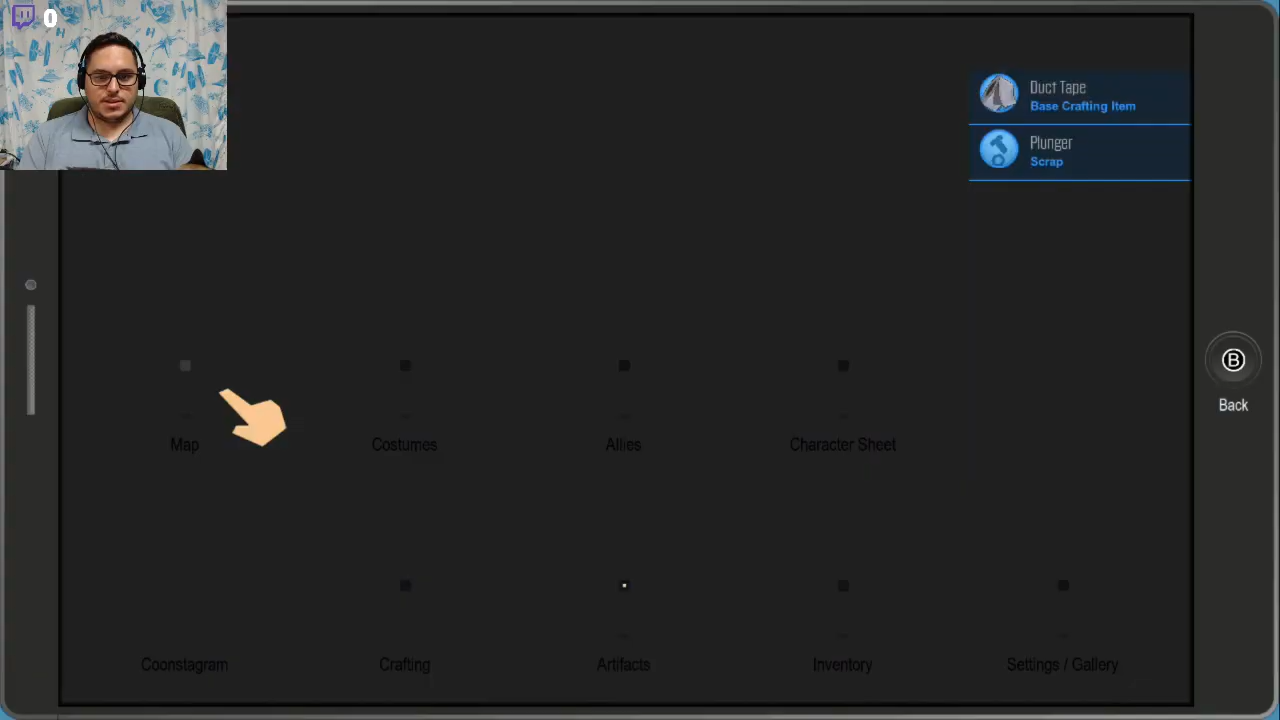 0
Duct Tape
Base Crafting Item
Plunger
Scrap
B
Back
Map
Costumes
Allies
Character Sheet
Coonstagram
Crafting
Artifacts
Inventory
Settings / Gallery